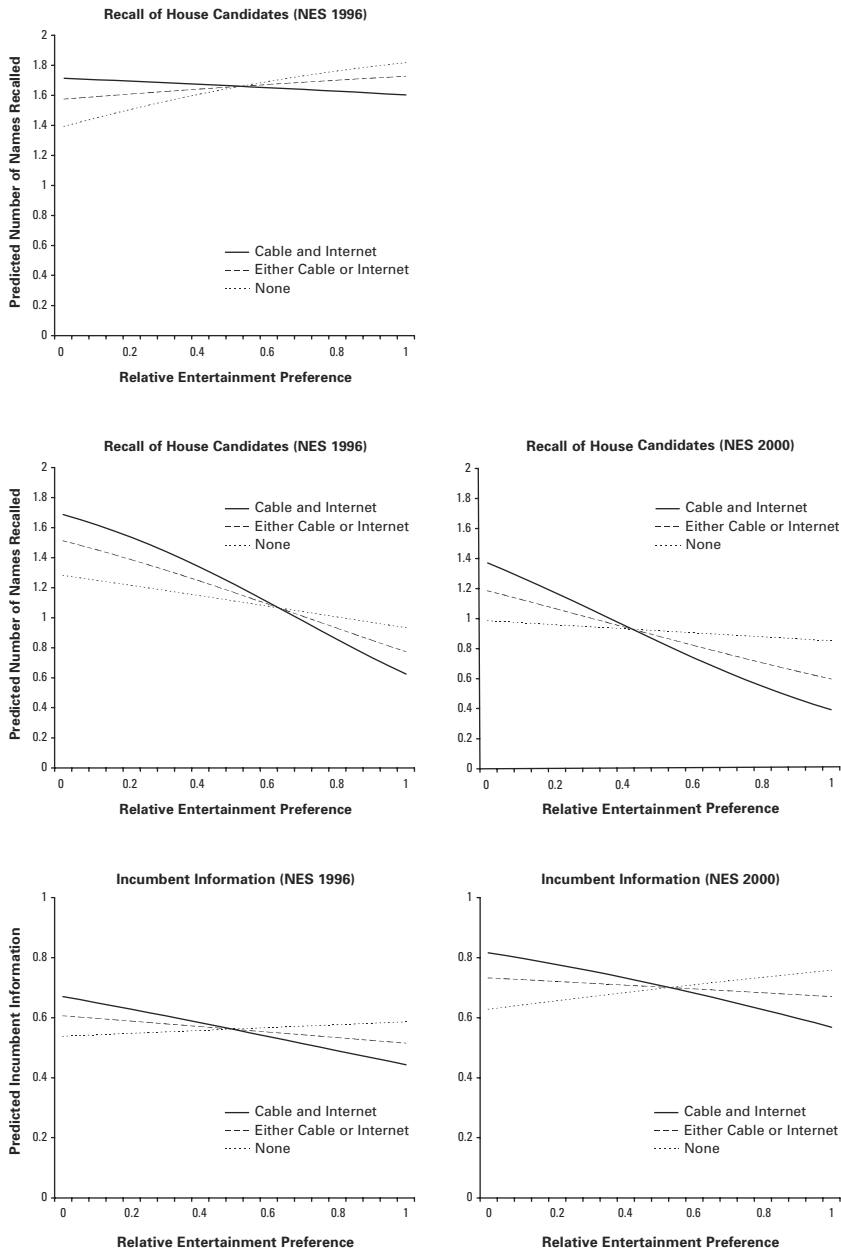 Recall of House Candidates (NES 1996)
Predicted Number of Names Recalled
2
1.8
1.6
1.4
1.2
1
0.8
0.6
0.4
0.2
0
Cable and Internet
Either Cable or Internet
None
0 0.2 0.4 0.6 0.8 1
Relative Entertainment Preference
Recall of House Candidates (NES 1996)
Predicted Number of Names Recalled
2
1.8
1.6
1.4
1.2
1
0.8
0.6
0.4
0.2
0
Cable and Internet
Either Cable or Internet
None
0 0.2 0.4 0.6 0.8 1
Relative Entertainment Preference
Recall of House Candidates (NES 2000)
2
1.8
1.6
1.4
1.2
1
0.8
0.6
0.4
0.2
0
Cable and Internet
Either Cable or Internet
None
0 0.2 0.4 0.6 0.8 1
Relative Entertainment Preference
Incumbent Information (NES 1996)
Predicted Incumbent Information
1
0.8
0.6
0.4
0.2
0
Cable and Internet
Either Cable or Internet
None
0 0.2 0.4 0.6 0.8 1
Relative Entertainment Preference
Incumbent Information (NES 2000)
1
0.8
0.6
0.4
0.2
0
Cable and Internet
Either Cable or Internet
None
0 0.2 0.4 0.6 0.8 1
Relative Entertainment Preference